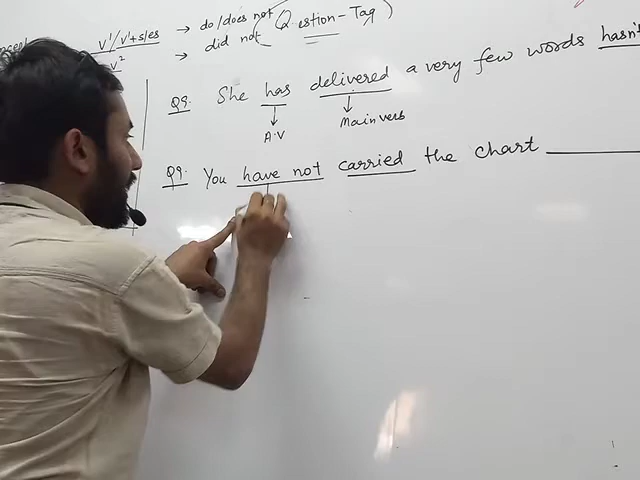 V¹/V¹+s/es → do/does not (Question-Tag)
V² → did not
Q9. She has delivered a very few words hasn't
A.V Main verb
Q9. You have not carried the chart